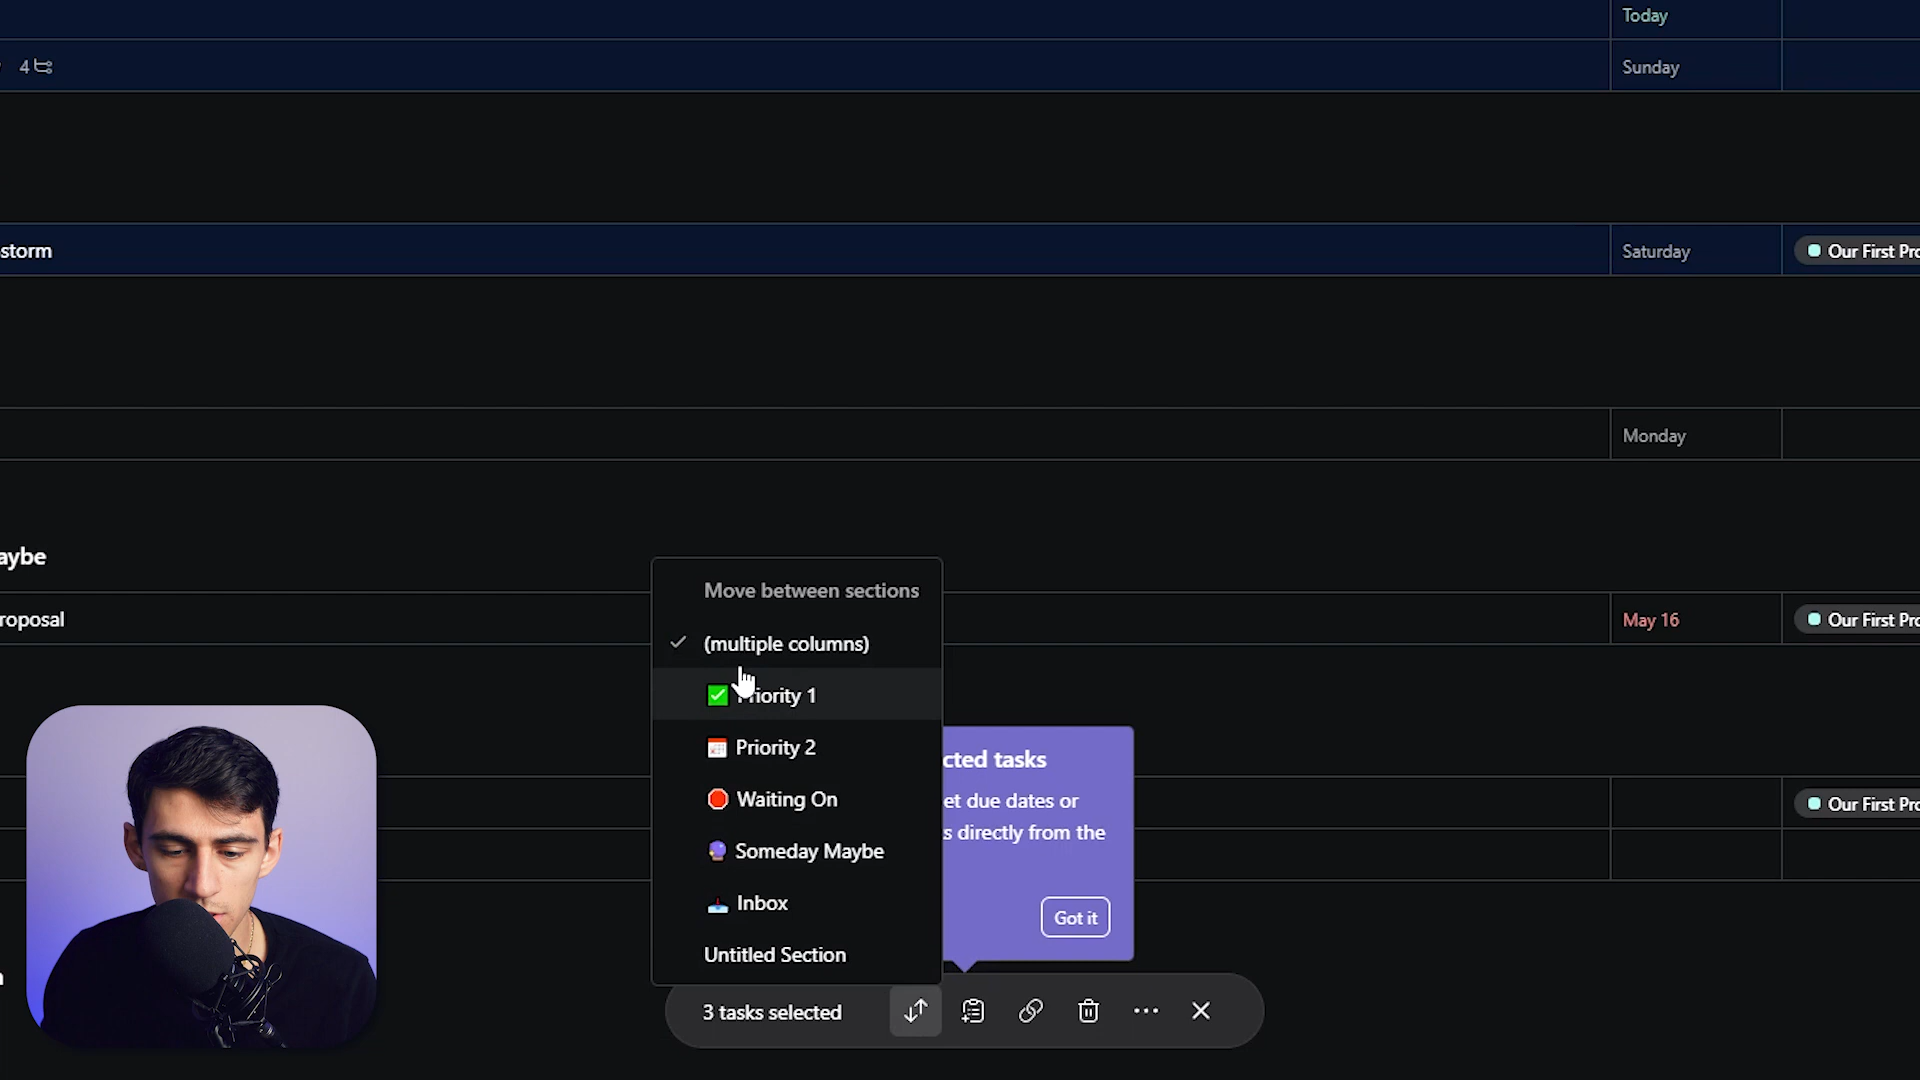 Today
4
Sunday
storm
Saturday
Our First Pro
Monday
aybe
Move between sections
roposal
May 16
Our First Pro
(multiple columns)
riority 1
Priority 2
cted tasks
Waiting On
et due dates or
Our First Pro
s directly from the
Someday Maybe
Inbox
Got it
Untitled Section
3 tasks selected